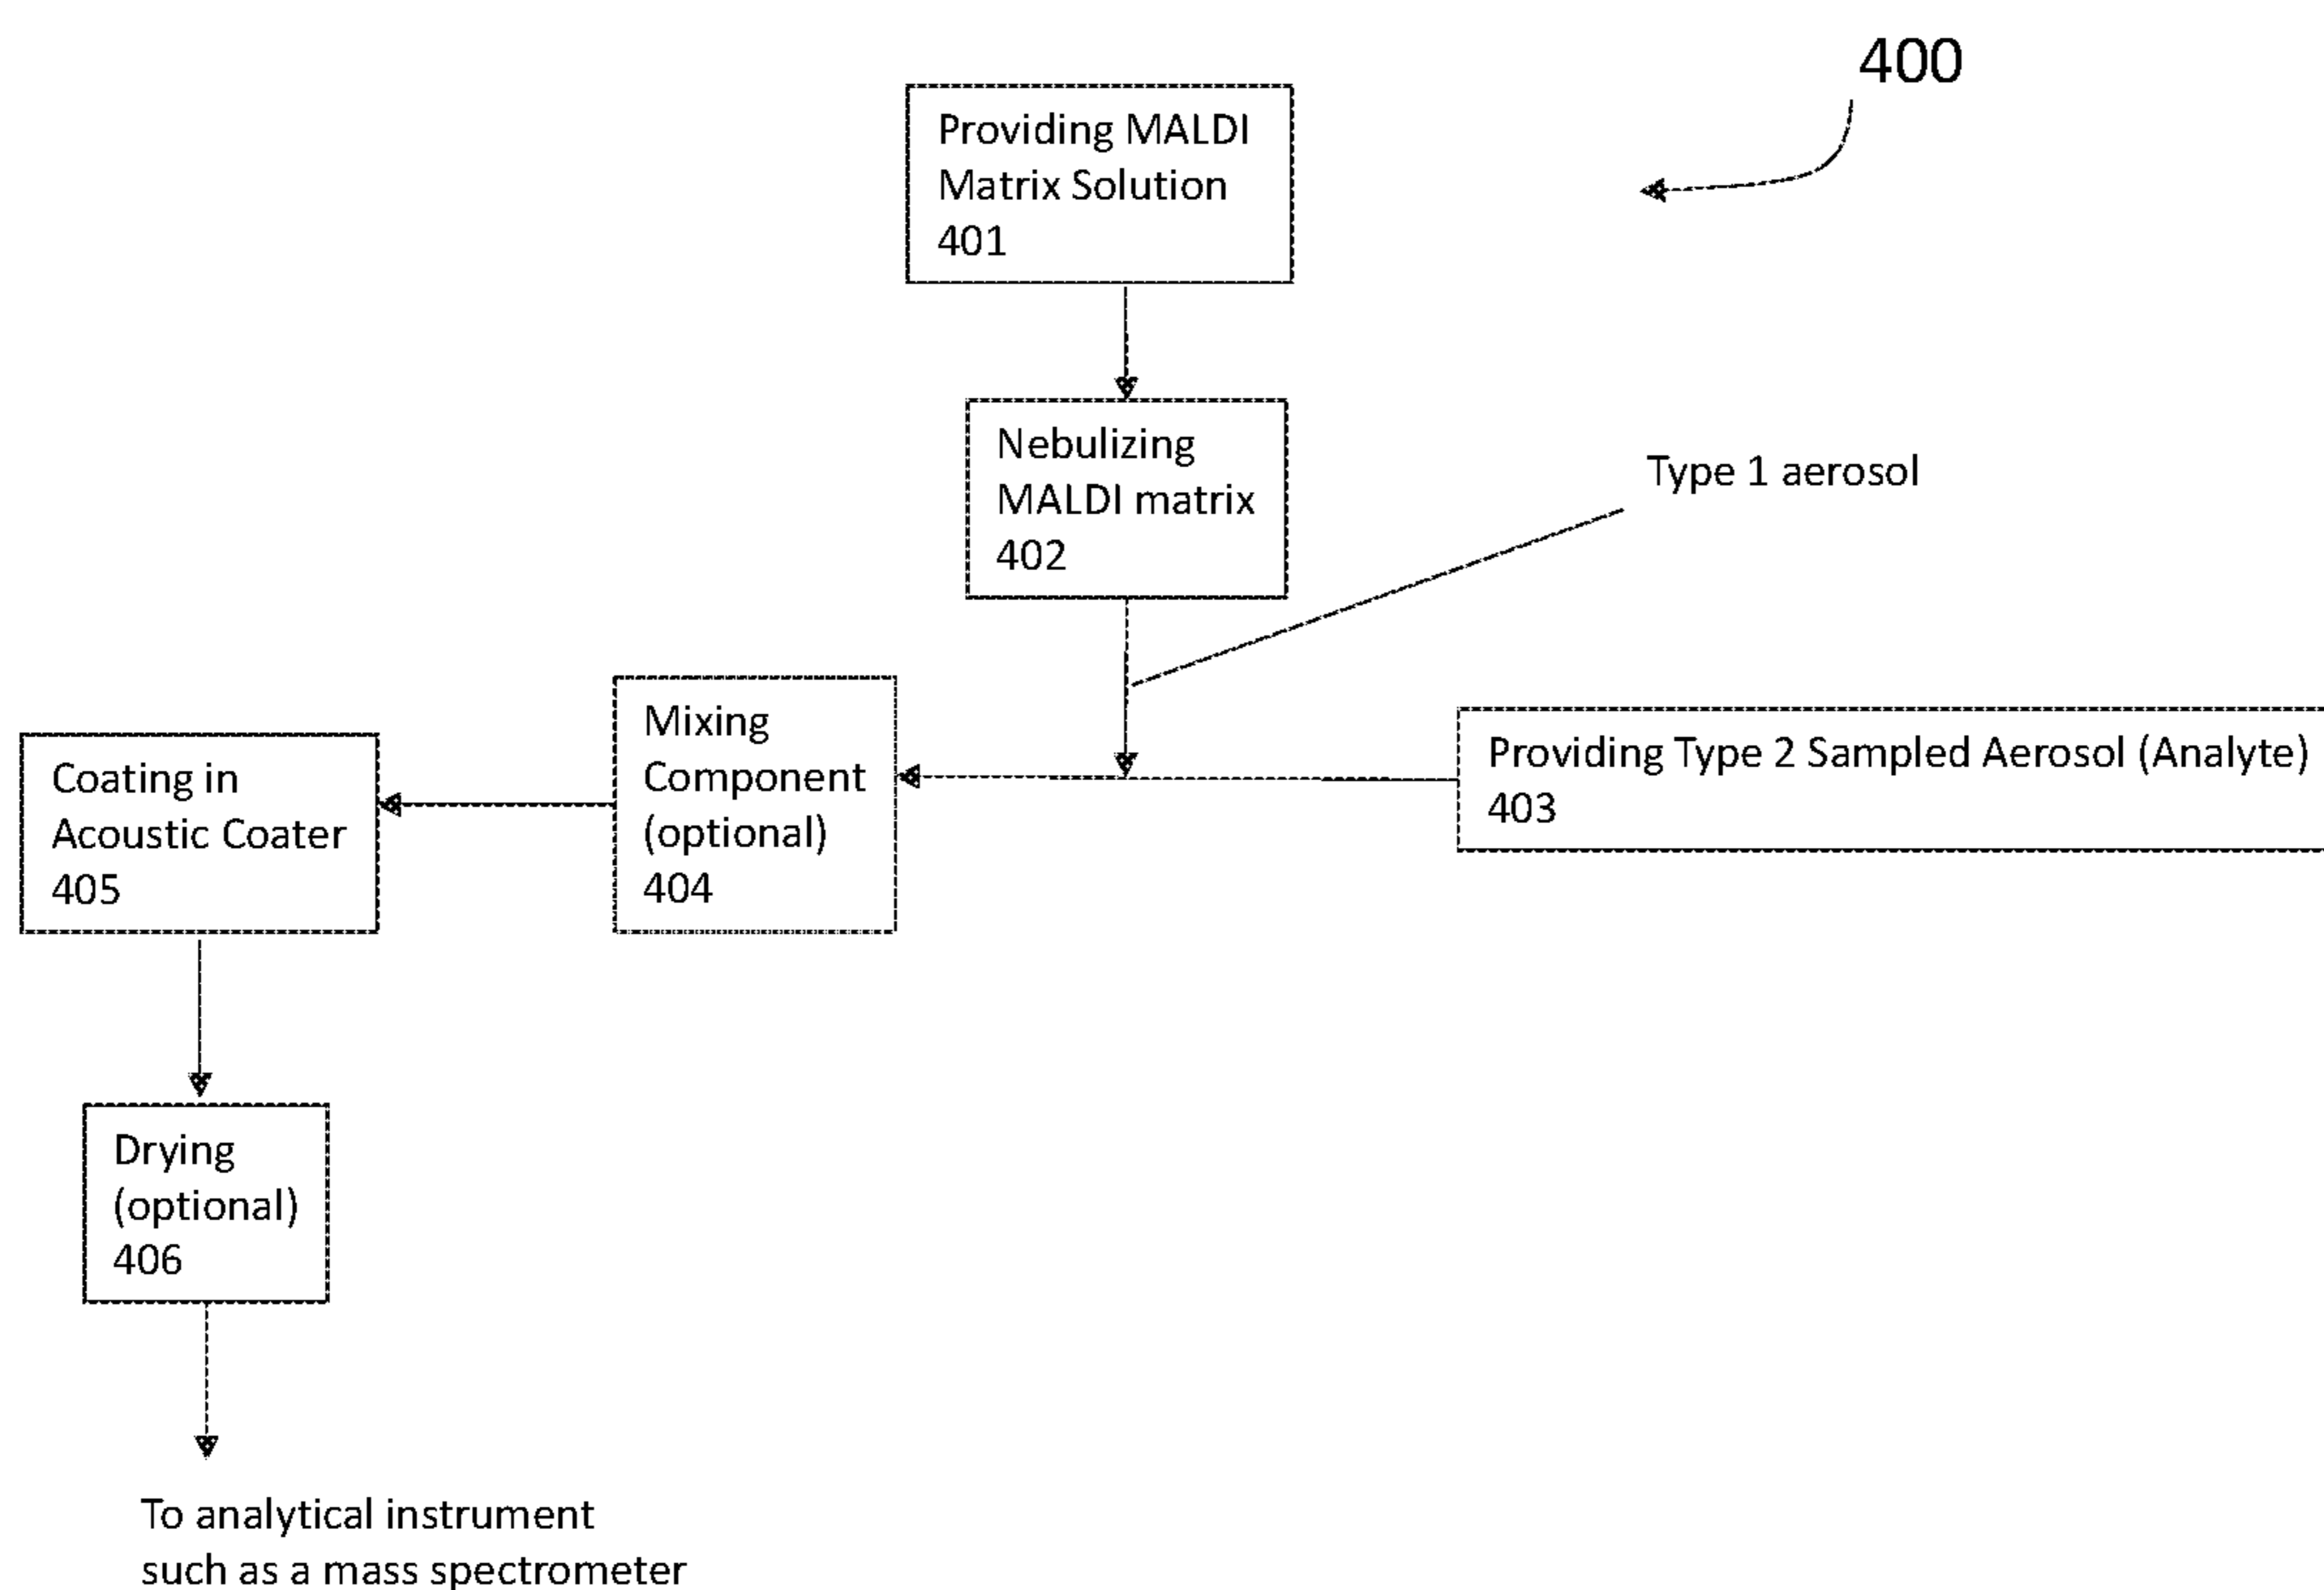 400
Providing MALDI
Matrix Solution
401
Nebulizing
MALDI matrix
402
Type 1 aerosol
Providing Type 2 Sampled Aerosol (Analyte)
403
Mixing
Component
(optional)
404
Coating in
Acoustic Coater
405
Drying
(optional)
406
To analytical instrument
such as a mass spectrometer